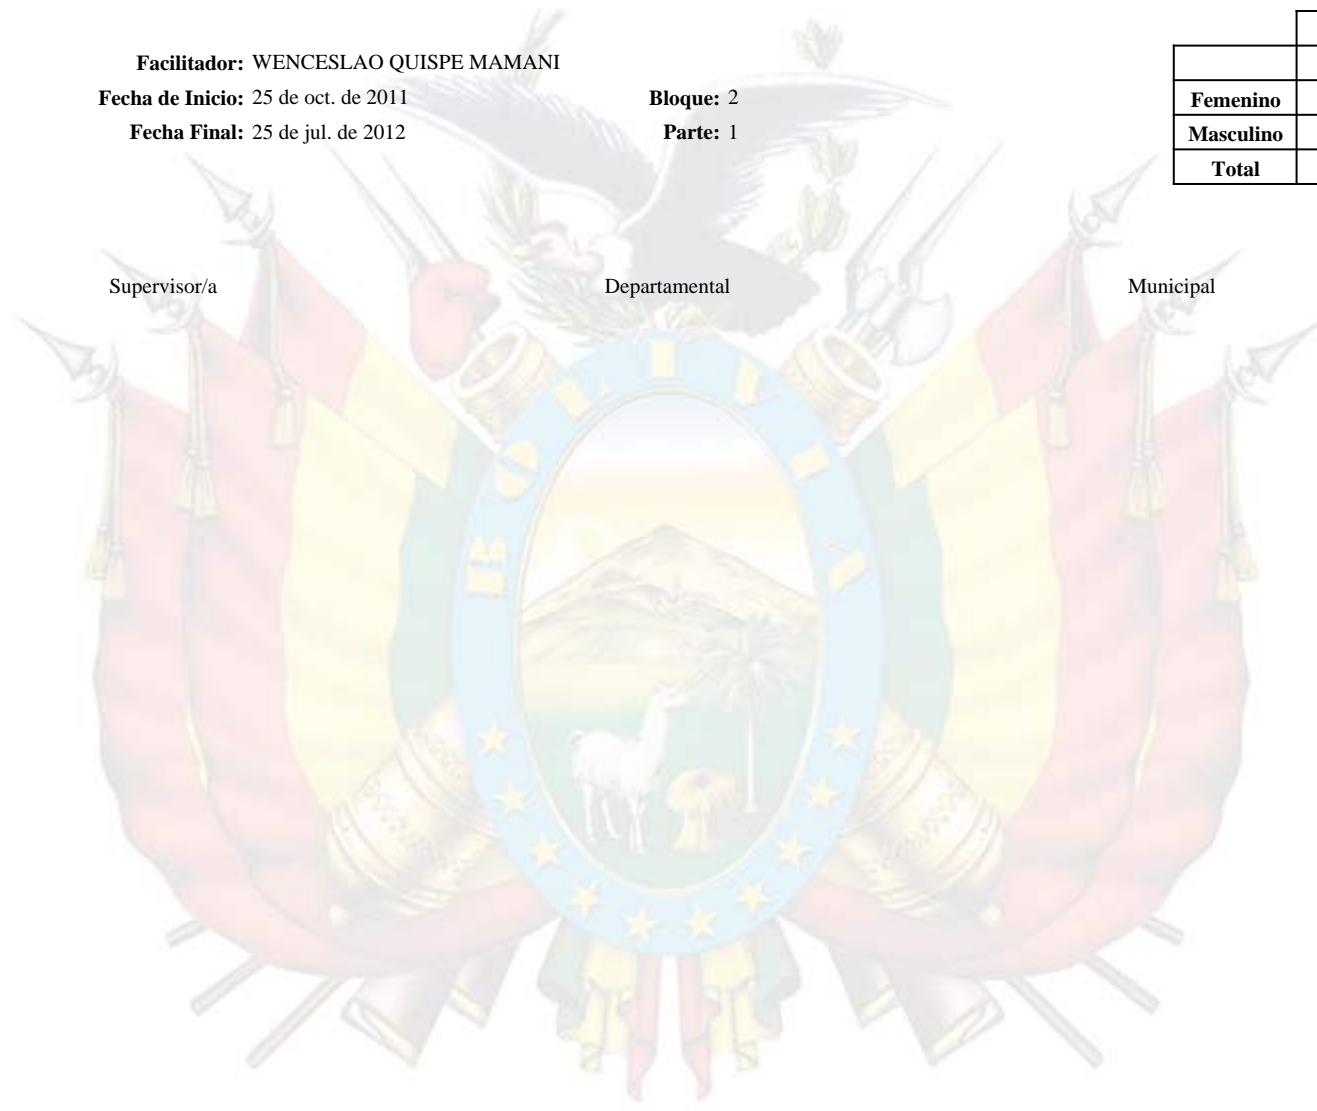 Facilitador: WENCESLAO QUISPE MAMANI
Fecha de Inicio: 25 de oct. de 2011 Bloque: 2
Fecha Final: 25 de jul. de 2012 Parte: 1
Femenino
Masculino
Total
Supervisor/a Departamental Municipal
BOLIVIA